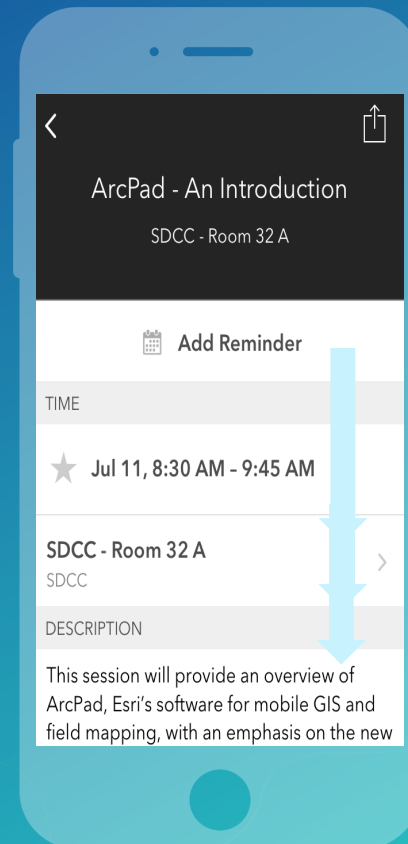 ArcPad - An Introduction
SDCC - Room 32 A
Add Reminder
TIME
Jul 11, 8:30 AM – 9:45 AM
SDCC - Room 32 A
SDCC
DESCRIPTION
This session will provide an overview of
ArcPad, Esri’s software for mobile GIS and
field mapping, with an emphasis on the new